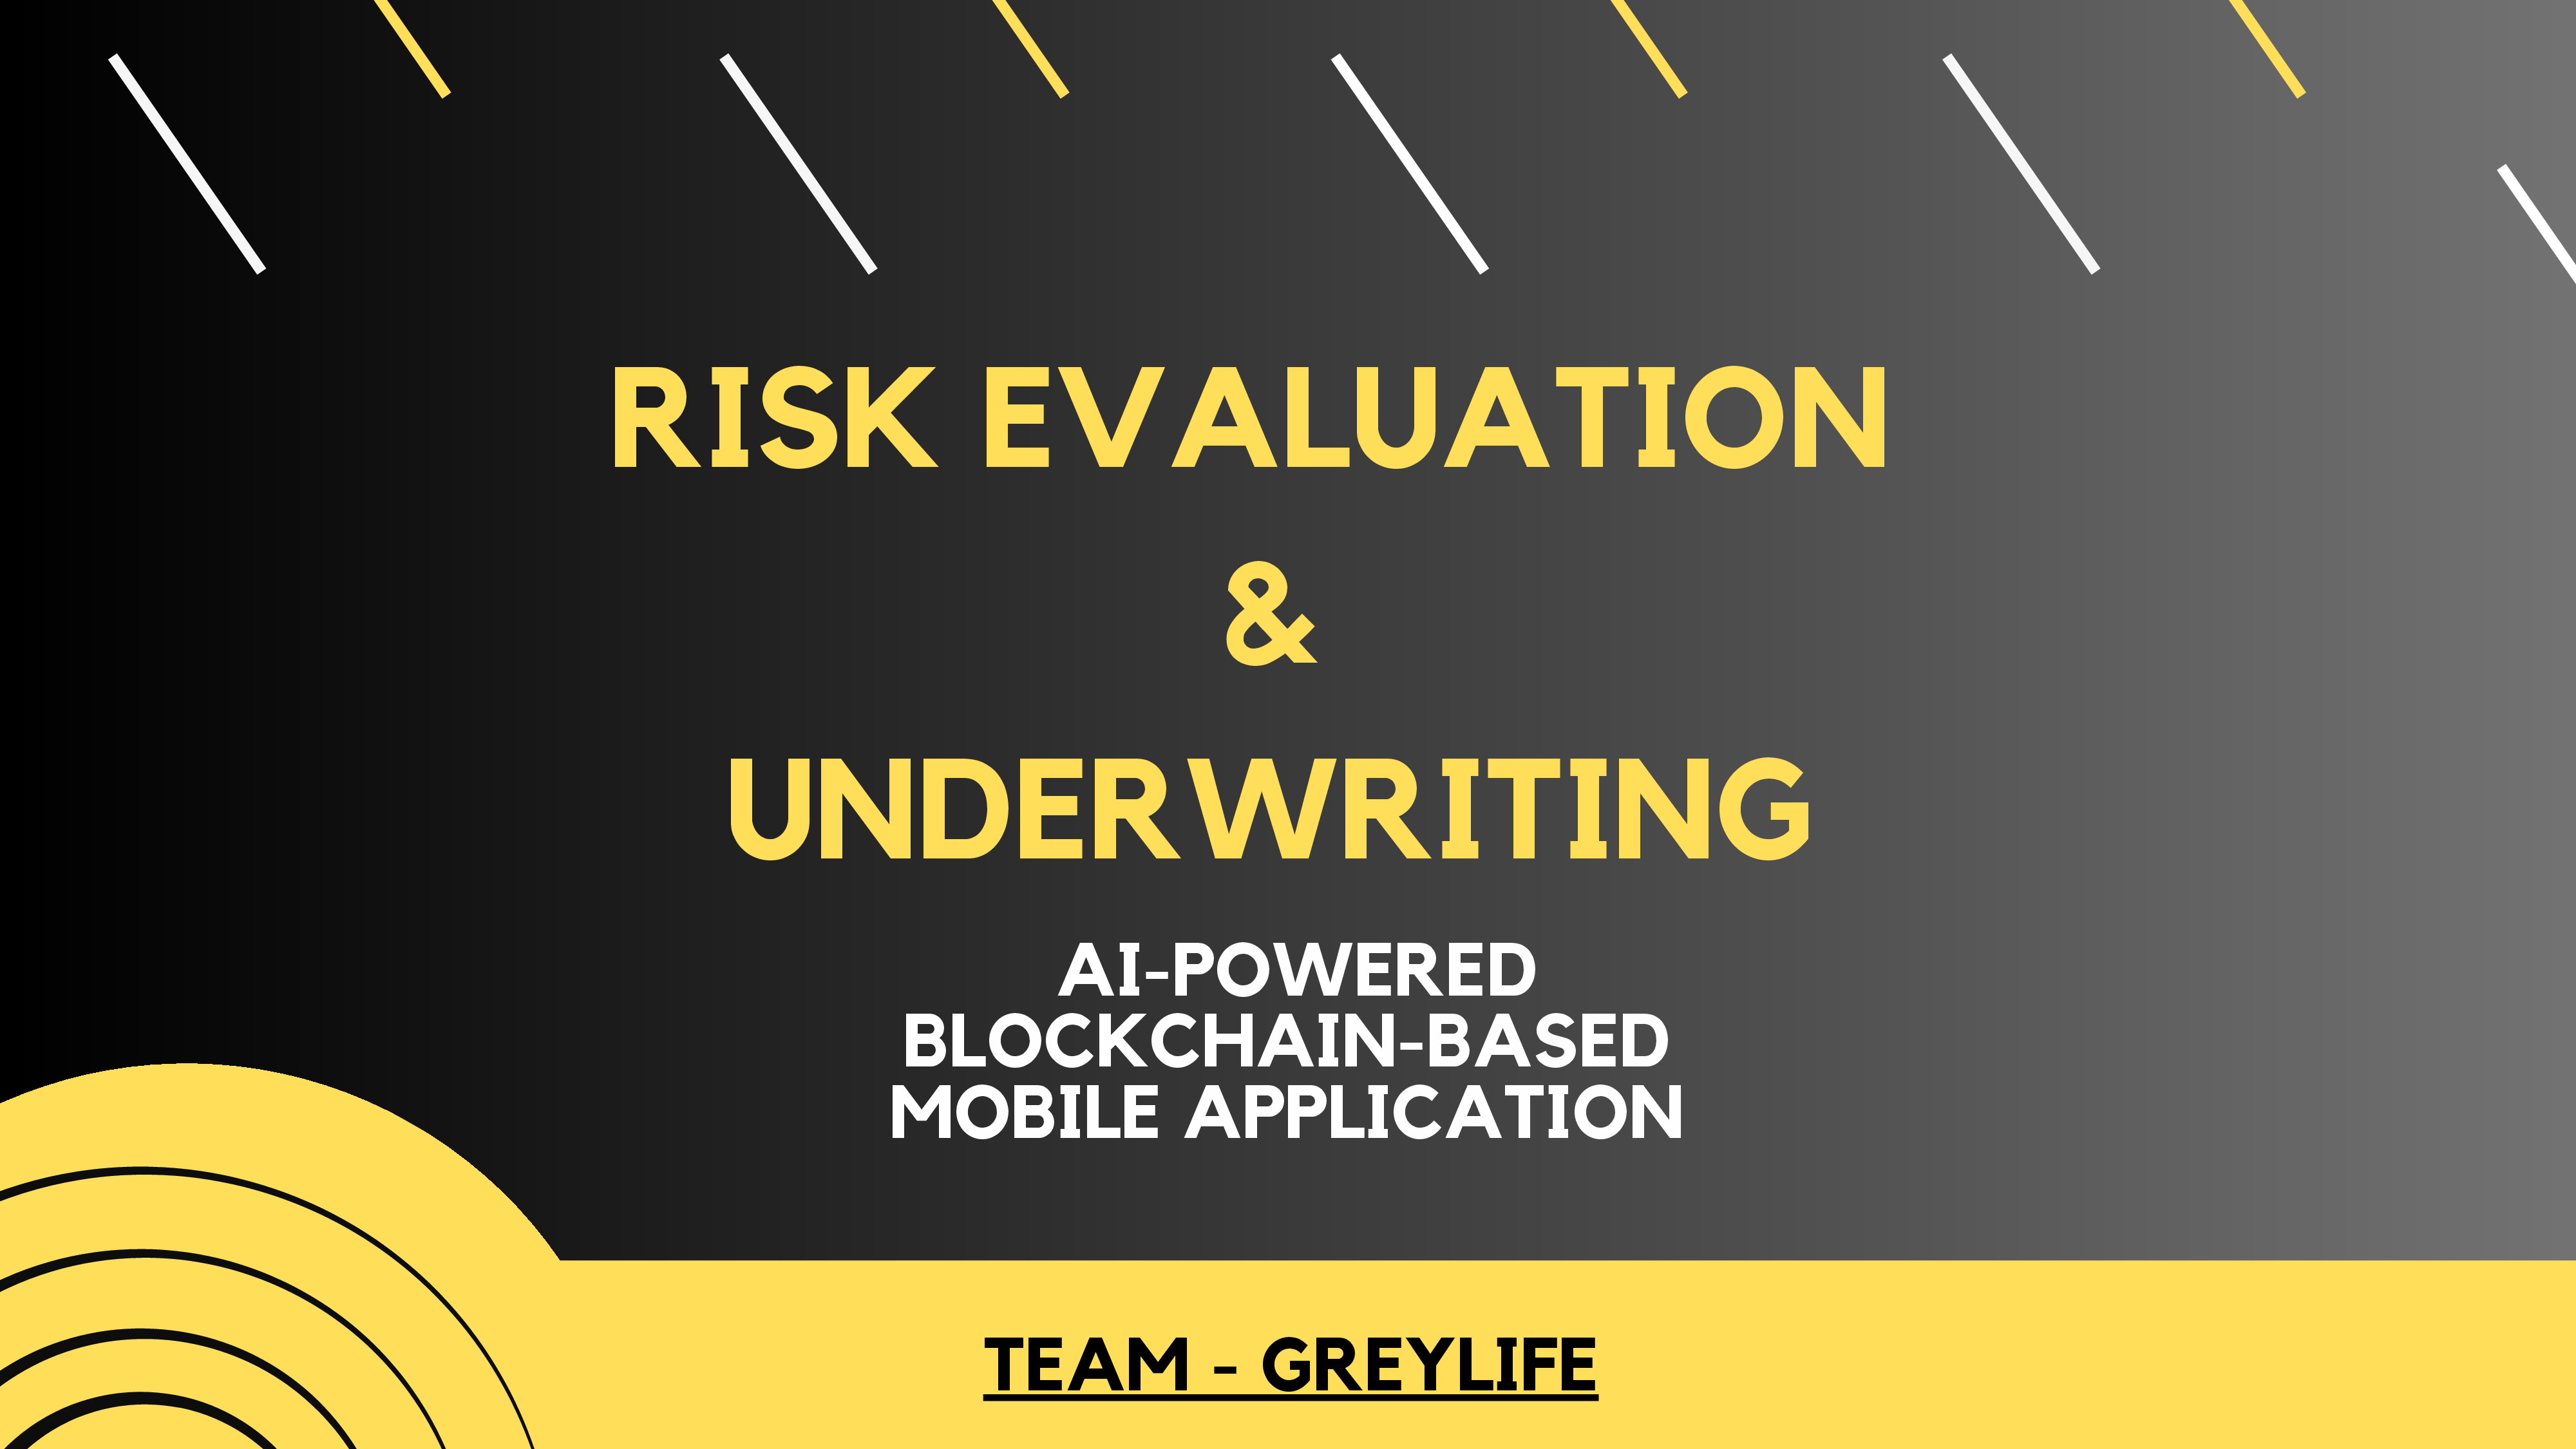 RISK EVALUATION
&
UNDERWRITING
AI-POWERED
BLOCKCHAIN-BASED
MOBILE APPLICATION
TEAM - GREYLIFE